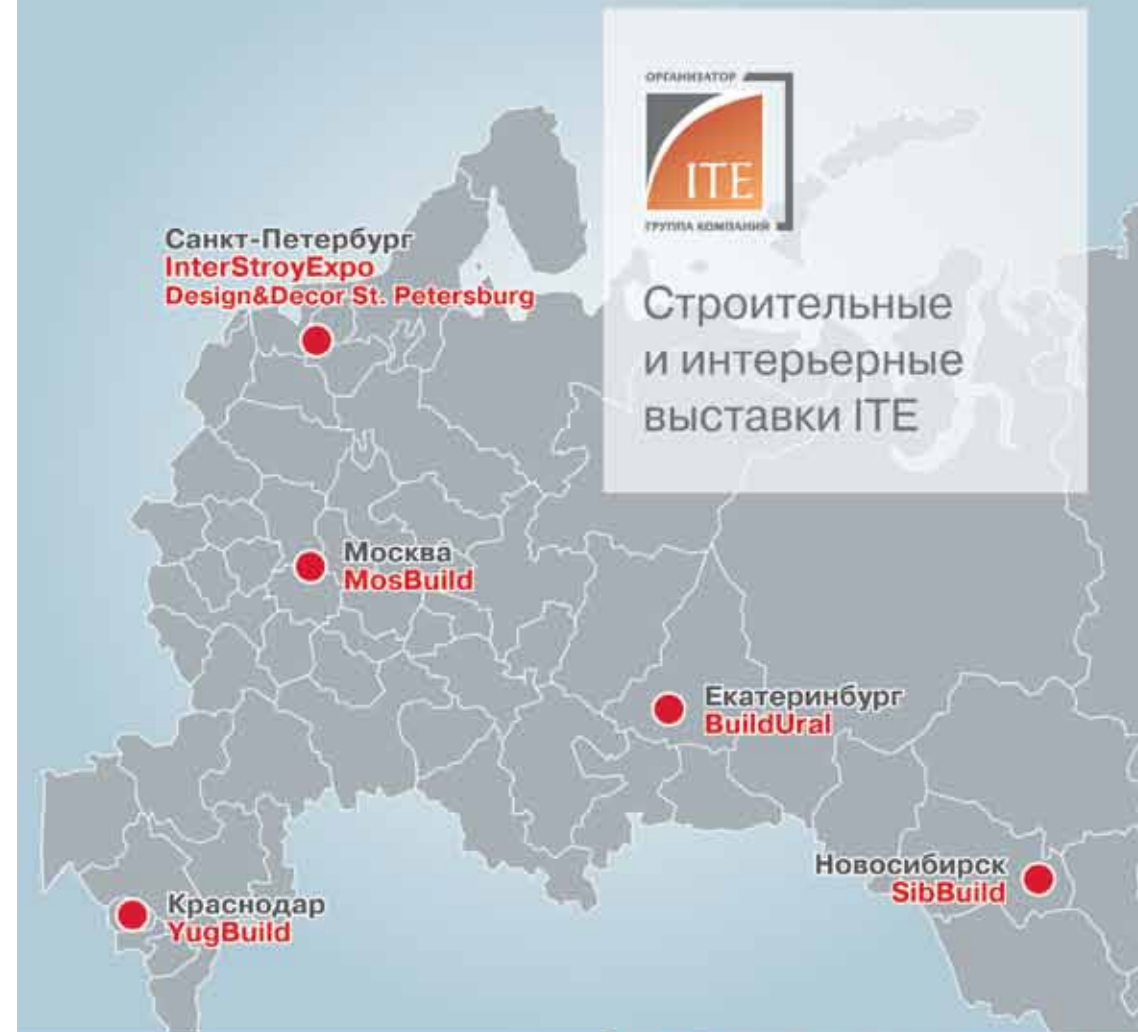 ОРГАНИЗАТОР
ITE
ГРУППА КОМПАНИЙ
Строительные
и интерьерные
выставки ITE
Санкт-Петербург
InterStroyExpo
Design&Decor St. Petersburg
Москва
MosBuild
Екатеринбург
BuildUral
Новосибирск
SibBuild
Краснодар
YugBuild